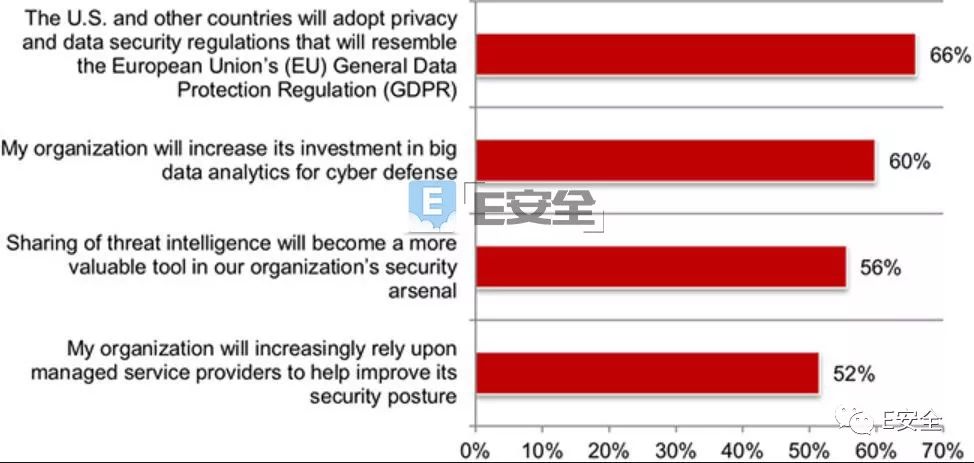 The U.S. and other countries will adopt privacy
and data security regulations that will resemble
the European Union's (EU) General Data
Protection Regulation (GDPR)
66%
My organization will increase its investment in big
data analytics for cyber defense
60%
E E安全
Sharing of threat intelligence will become a more
valuable tool in our organization's security
arsenal
56%
My organization will increasingly rely upon
managed service providers to help improve its
security posture
52%
E安全
0% 10% 20% 30% 40% 50% 60% 70%